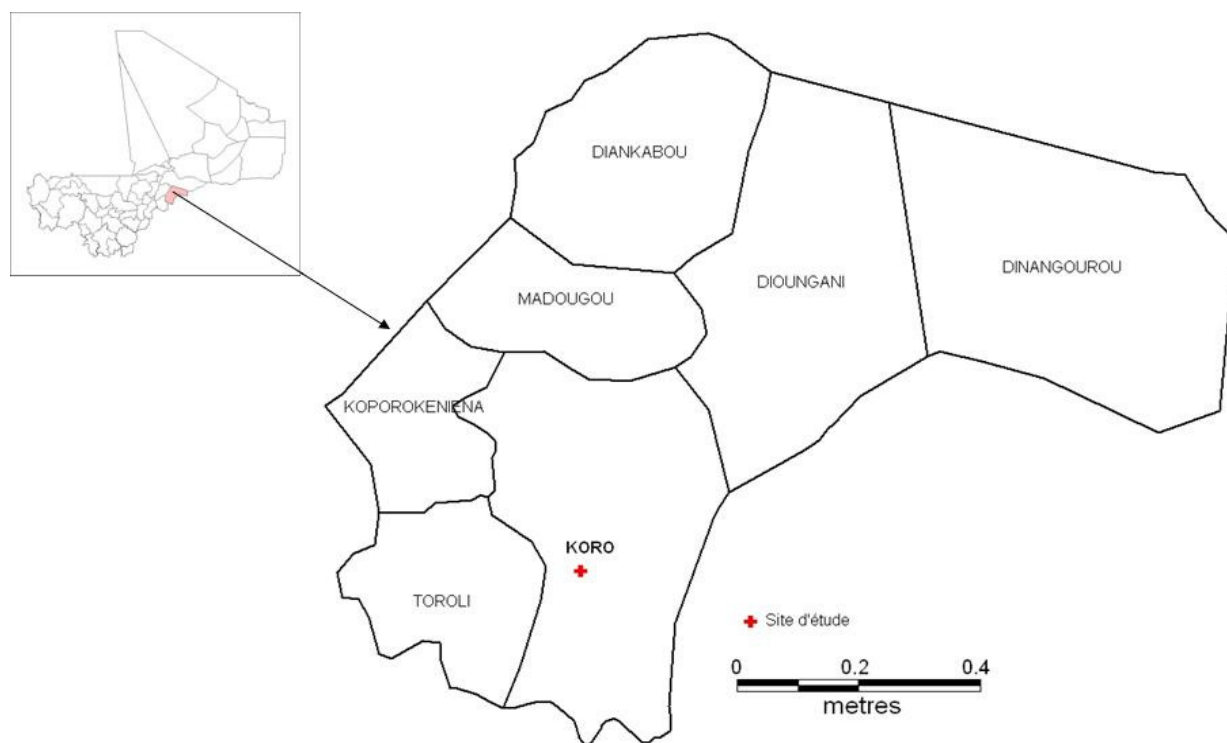 DIANKABOU
MADOUGOU
DIOUNGANI
DINANGOUROU
KOPOROKENIENA
KORO
TOROLI
Site d'étude
0 0.2 0.4
metres